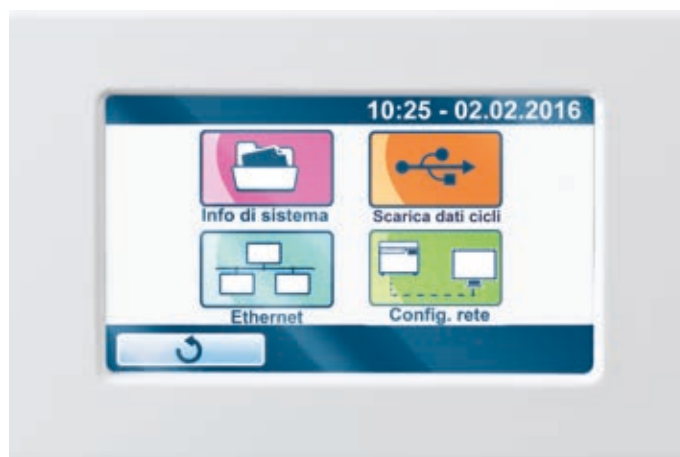 10:25 - 02.02.2016
Info di sistema
Scarica dati cicli
Ethernet
Config. rete